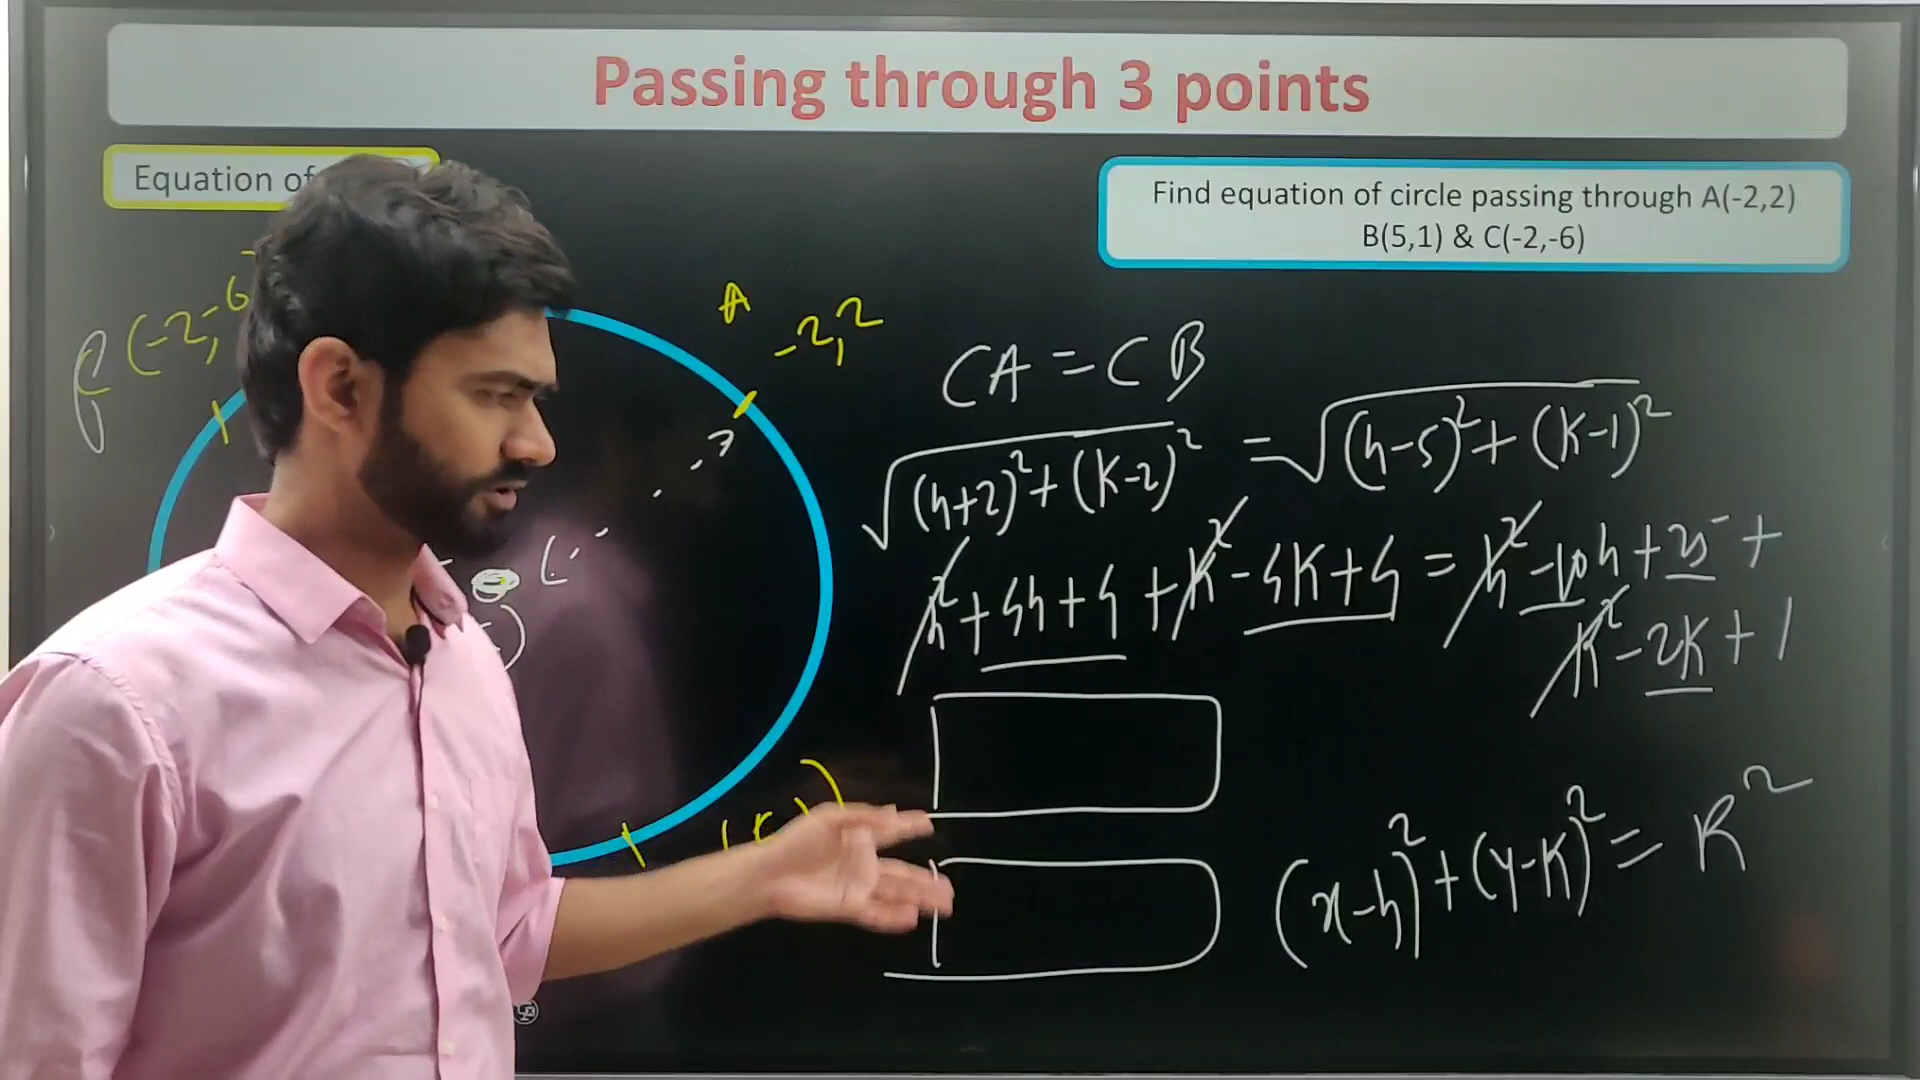 Passing through 3 points
Equation of
Find equation of circle passing through A(-2,2)
B(5,1) & C(-2,-6)
(-2,-6
A
-2,2
CA = CB
√(h+2)²+(K-2)² = √(h-5)²+(K-1)²
h²+4h+4+K²-4K+4 = h²-10h+25+
K²-2K+1
(x-h)²+(y-K)² = R²